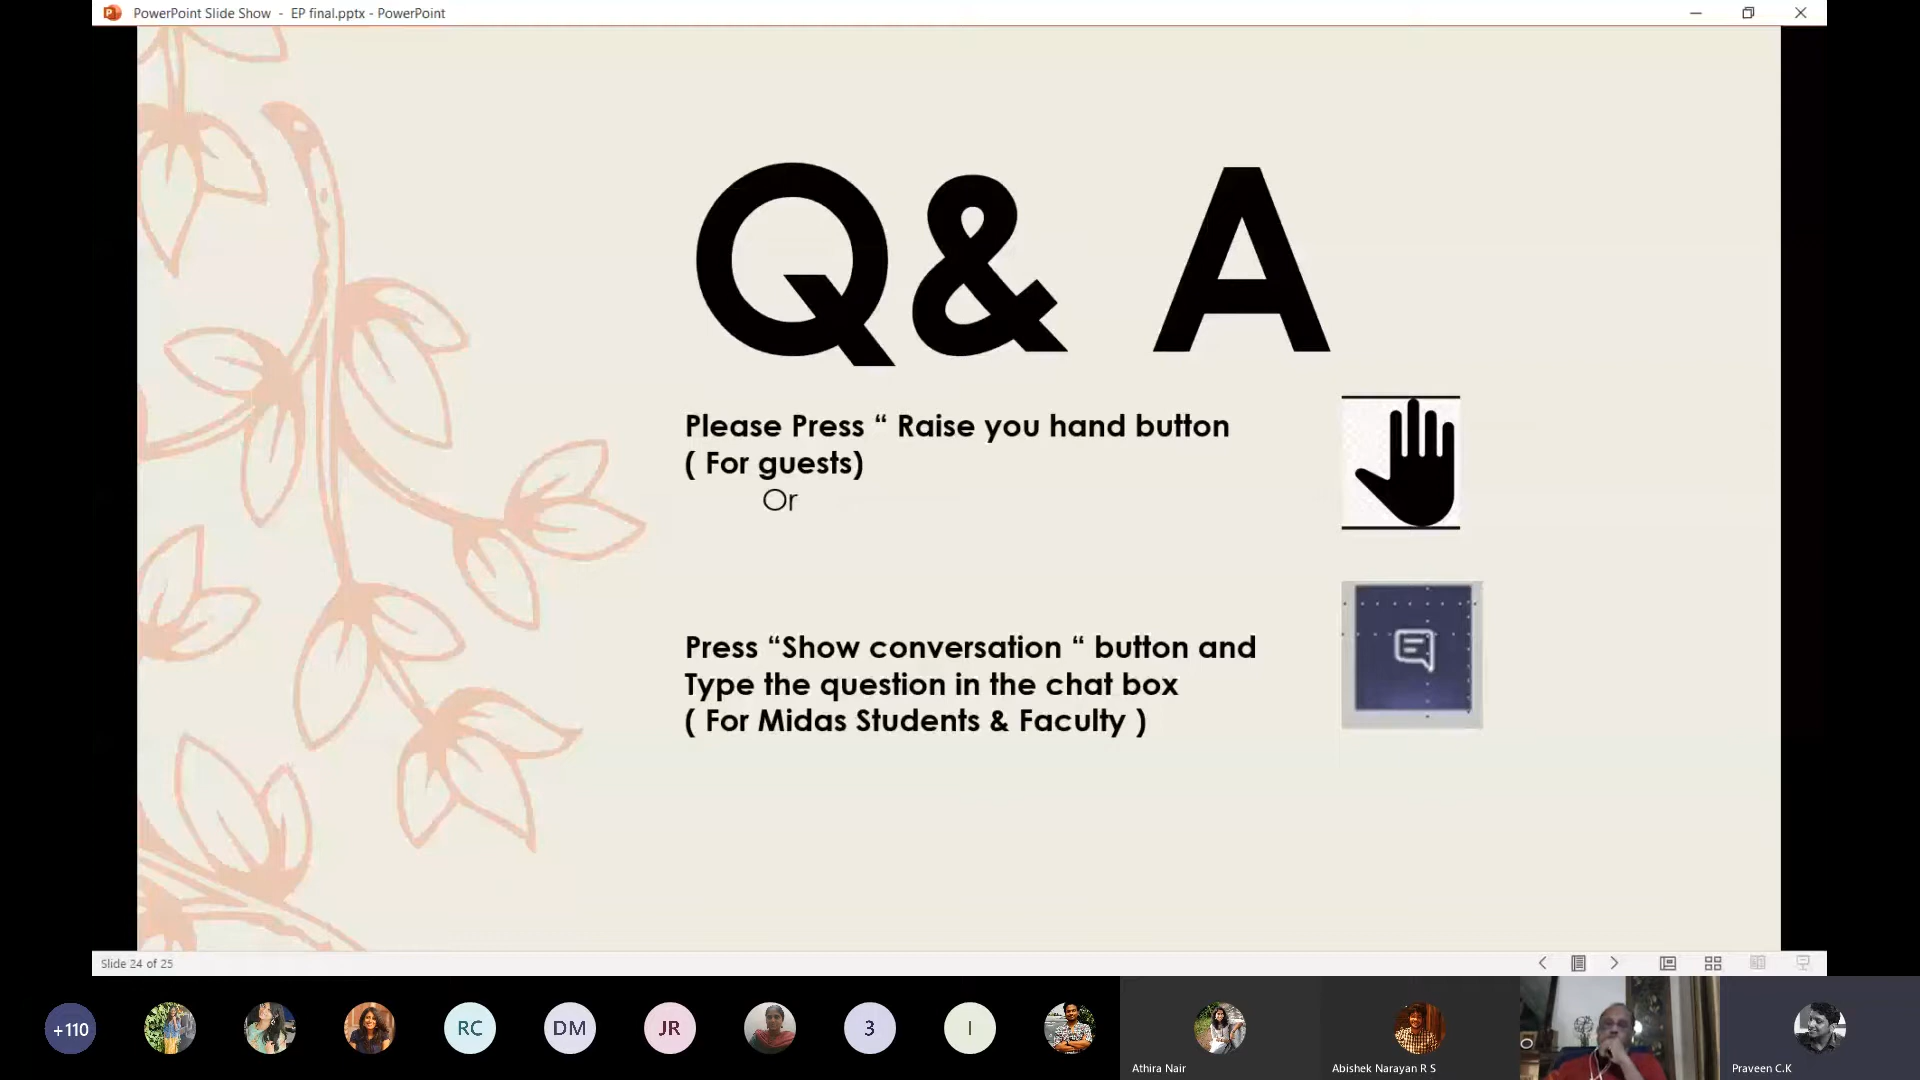 PowerPoint Slide Show - EP final.pptx - PowerPoint
Q& A
Please Press “ Raise you hand button
( For guests)
Or
Press “Show conversation “ button and
Type the question in the chat box
( For Midas Students & Faculty )
Slide 24 of 25
+110
RC
DM
JR
3
I
Athira Nair
Abishek Narayan R S
Praveen C.K